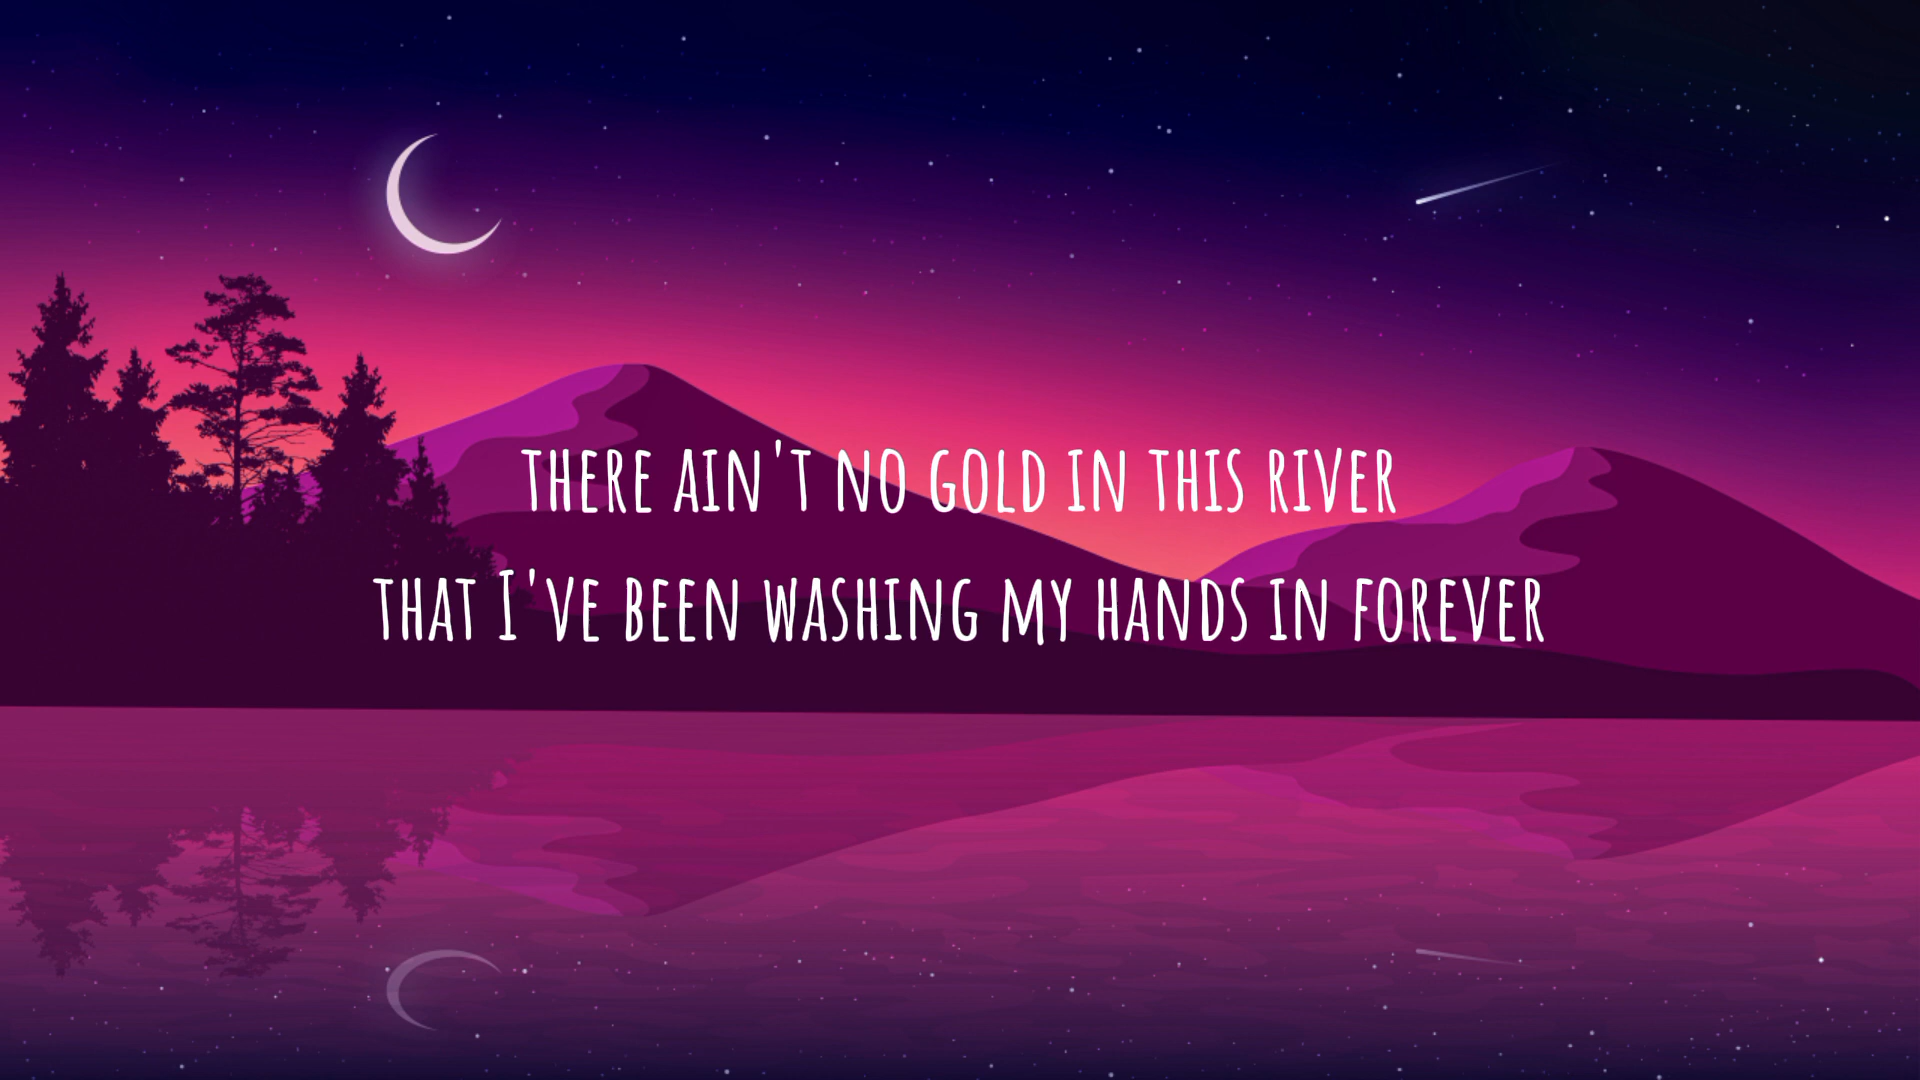 THERE AIN'T NO GOLD IN THIS RIVER
THAT I'VE BEEN WASHING MY HANDS IN FOREVER